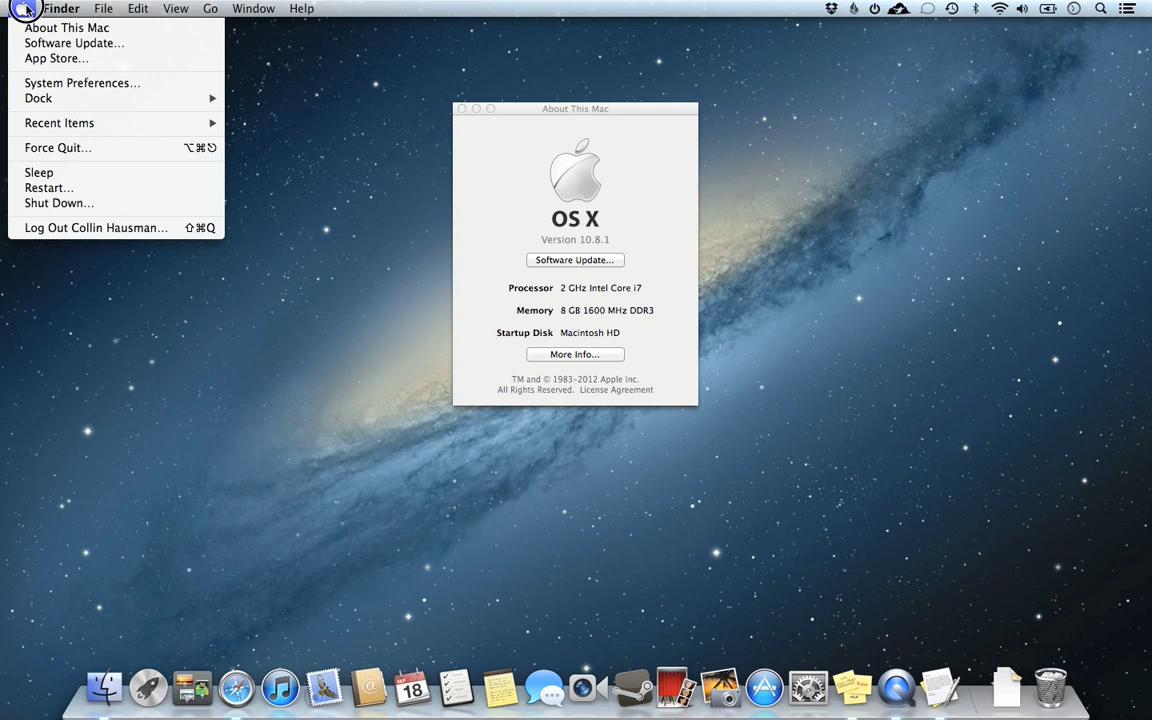 Finder File Edit View Go Window Help
About This Mac
Software Update...
App Store...
System Preferences...
Dock
Recent Items
Force Quit... ⌥⌘⎋
Sleep
Restart...
Shut Down...
Log Out Collin Hausman... ⇧⌘Q
About This Mac
OS X
Version 10.8.1
Software Update...
Processor 2 GHz Intel Core i7
Memory 8 GB 1600 MHz DDR3
Startup Disk Macintosh HD
More Info...
TM and © 1983-2012 Apple Inc.
All Rights Reserved. License Agreement
SEP
18